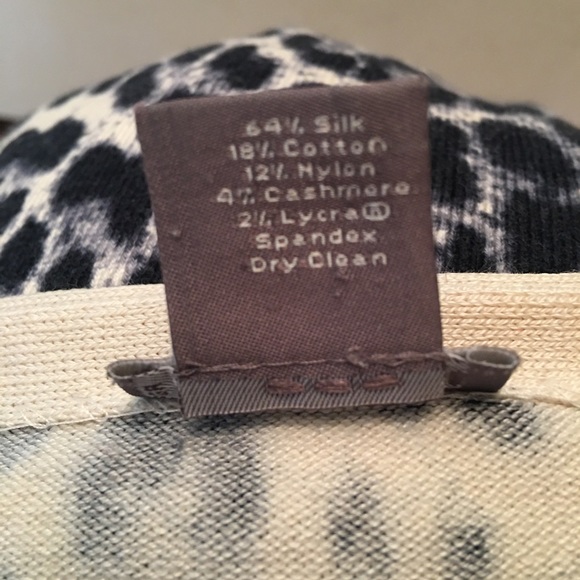 64% Silk
18% Cotton
12% Nylon
4% Cashmere
2% Lycra®
Spandex
Dry Clean